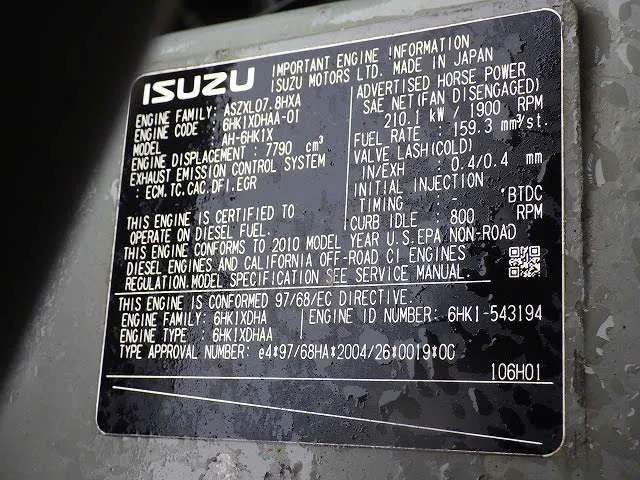 ISUZU
IMPORTANT ENGINE INFORMATION
ISUZU MOTORS LTD. MADE IN JAPAN
ENGINE FAMILY: ASZXL07.8HXA
ENGINE CODE : 6HK1XDHAA-01
MODEL : AH-6HK1X
ENGINE DISPLACEMENT: 7790 cm³
EXHAUST EMISSION CONTROL SYSTEM
: ECM.TC.CAC.DFI.EGR
ADVERTISED HORSE POWER
SAE NET(FAN DISENGAGED)
210.1 kW / 1900 RPM
FUEL RATE : 159.3 mm³/st.
VALVE LASH(COLD)
IN/EXH : 0.4/0.4 mm
INITIAL INJECTION
TIMING : - °BTDC
CURB IDLE : 800 RPM
THIS ENGINE IS CERTIFIED TO
OPERATE ON DIESEL FUEL.
THIS ENGINE CONFORMS TO 2010 MODEL YEAR U.S.EPA NON-ROAD
DIESEL ENGINES AND CALIFORNIA OFF-ROAD CI ENGINES
REGULATION.MODEL SPECIFICATION SEE SERVICE MANUAL.
THIS ENGINE IS CONFORMED 97/68/EC DIRECTIVE.
ENGINE FAMILY: 6HK1XDHA
ENGINE ID NUMBER: 6HK1-543194
ENGINE TYPE : 6HK1XDHAA
TYPE APPROVAL NUMBER: e4*97/68HA*2004/26*0019*00
106H01